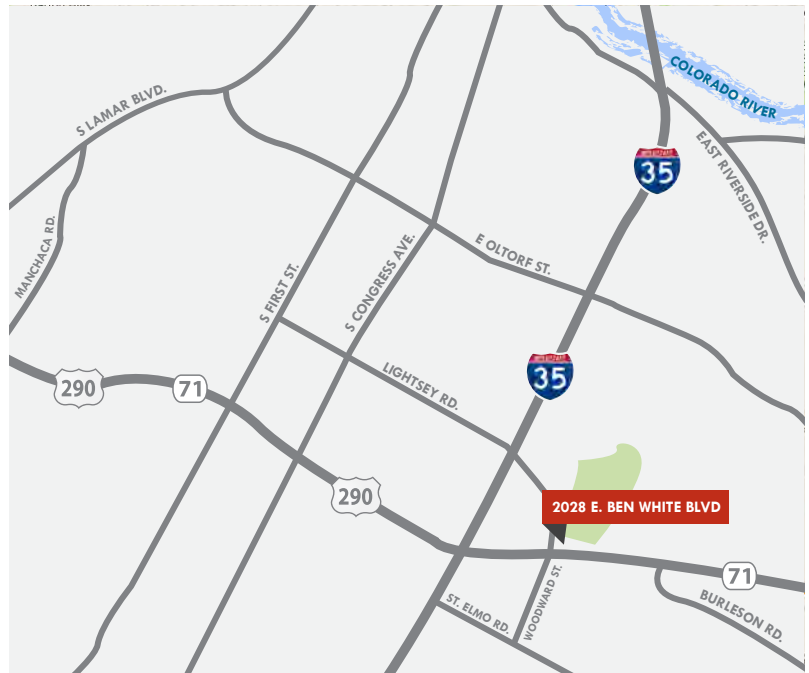 COLORADO RIVER
S LAMAR BLVD.
35
EAST RIVERSIDE DR.
MANCHACA RD.
E OLTORF ST.
S FIRST ST.
S CONGRESS AVE.
290
71
LIGHTSEY RD.
35
290
2028 E. BEN WHITE BLVD
71
WOODWARD ST.
ST. ELMO RD.
BURLESON RD.